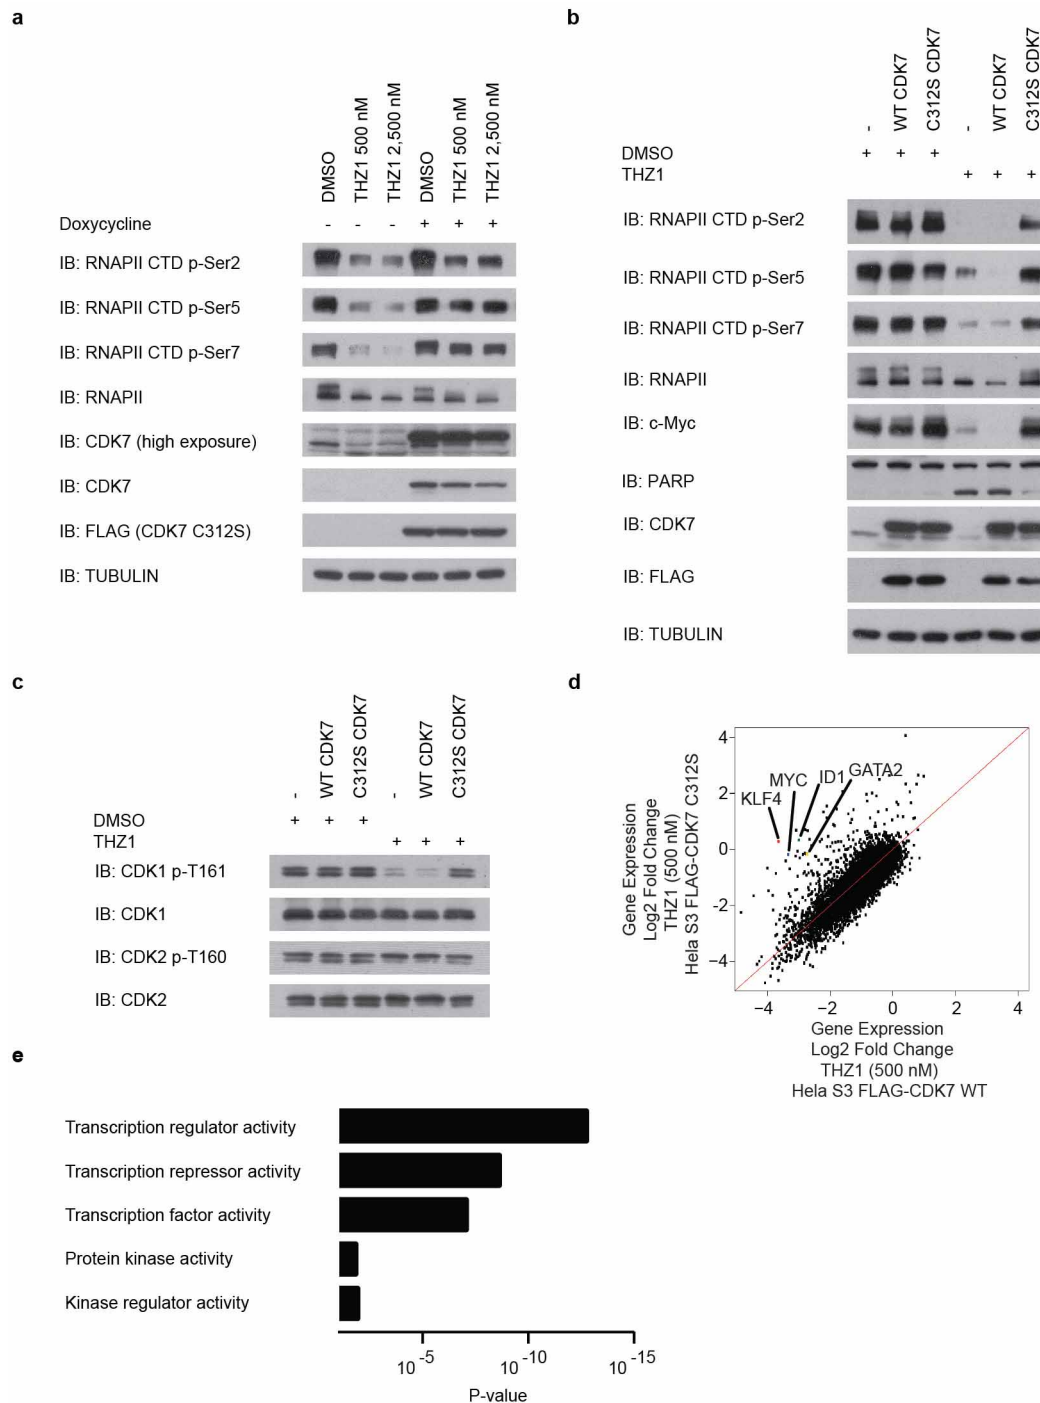 a
DMSO
THZ1 500 nM
THZ1 2,500 nM
DMSO
THZ1 500 nM
THZ1 2,500 nM
Doxycycline - - - + + +
IB: RNAPII CTD p-Ser2
IB: RNAPII CTD p-Ser5
IB: RNAPII CTD p-Ser7
IB: RNAPII
IB: CDK7 (high exposure)
IB: CDK7
IB: FLAG (CDK7 C312S)
IB: TUBULIN
b
-
WT CDK7
C312S CDK7
-
WT CDK7
C312S CDK7
DMSO + + +
THZ1 + + +
IB: RNAPII CTD p-Ser2
IB: RNAPII CTD p-Ser5
IB: RNAPII CTD p-Ser7
IB: RNAPII
IB: c-Myc
IB: PARP
IB: CDK7
IB: FLAG
IB: TUBULIN
c
-
WT CDK7
C312S CDK7
-
WT CDK7
C312S CDK7
DMSO + + +
THZ1 + + +
IB: CDK1 p-T161
IB: CDK1
IB: CDK2 p-T160
IB: CDK2
d
Gene Expression
Log2 Fold Change
THZ1 (500 nM)
Hela S3 FLAG-CDK7 C312S
4
2
0
−2
−4
KLF4
MYC
ID1
GATA2
−4 −2 0 2 4
Gene Expression
Log2 Fold Change
THZ1 (500 nM)
Hela S3 FLAG-CDK7 WT
e
Transcription regulator activity
Transcription repressor activity
Transcription factor activity
Protein kinase activity
Kinase regulator activity
10-5 10-10 10-15
P-value